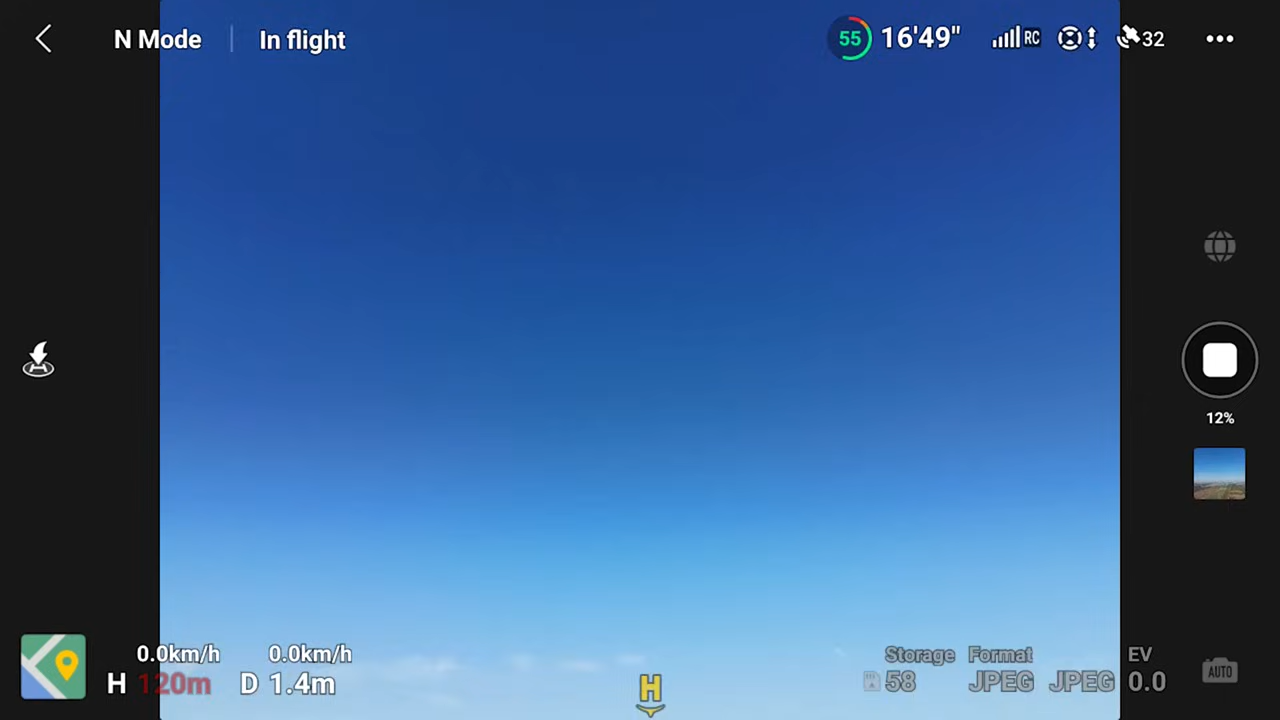 N Mode | In flight
55 16'49" RC 32
12%
0.0km/h 0.0km/h
H 120m D 1.4m
H
Storage Format EV
58 JPEG JPEG 0.0
AUTO